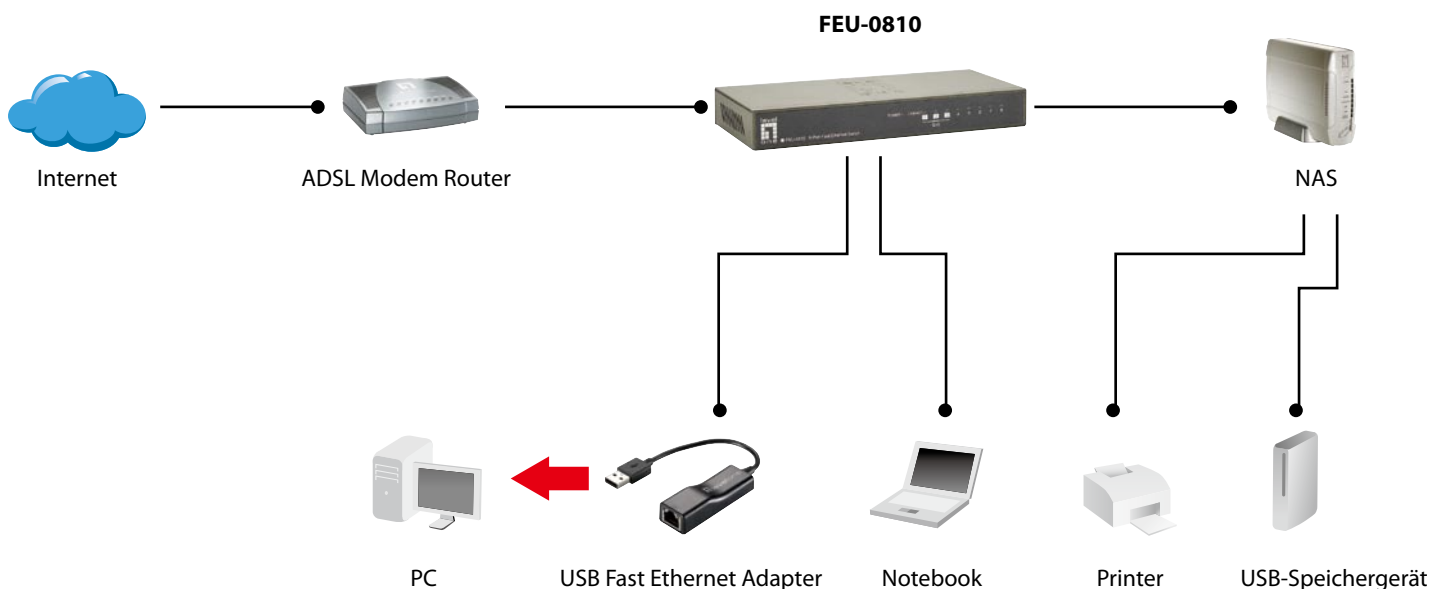 FEU-0810
Internet
ADSL Modem Router
NAS
PC
USB Fast Ethernet Adapter
Notebook
Printer
USB-Speichergerät